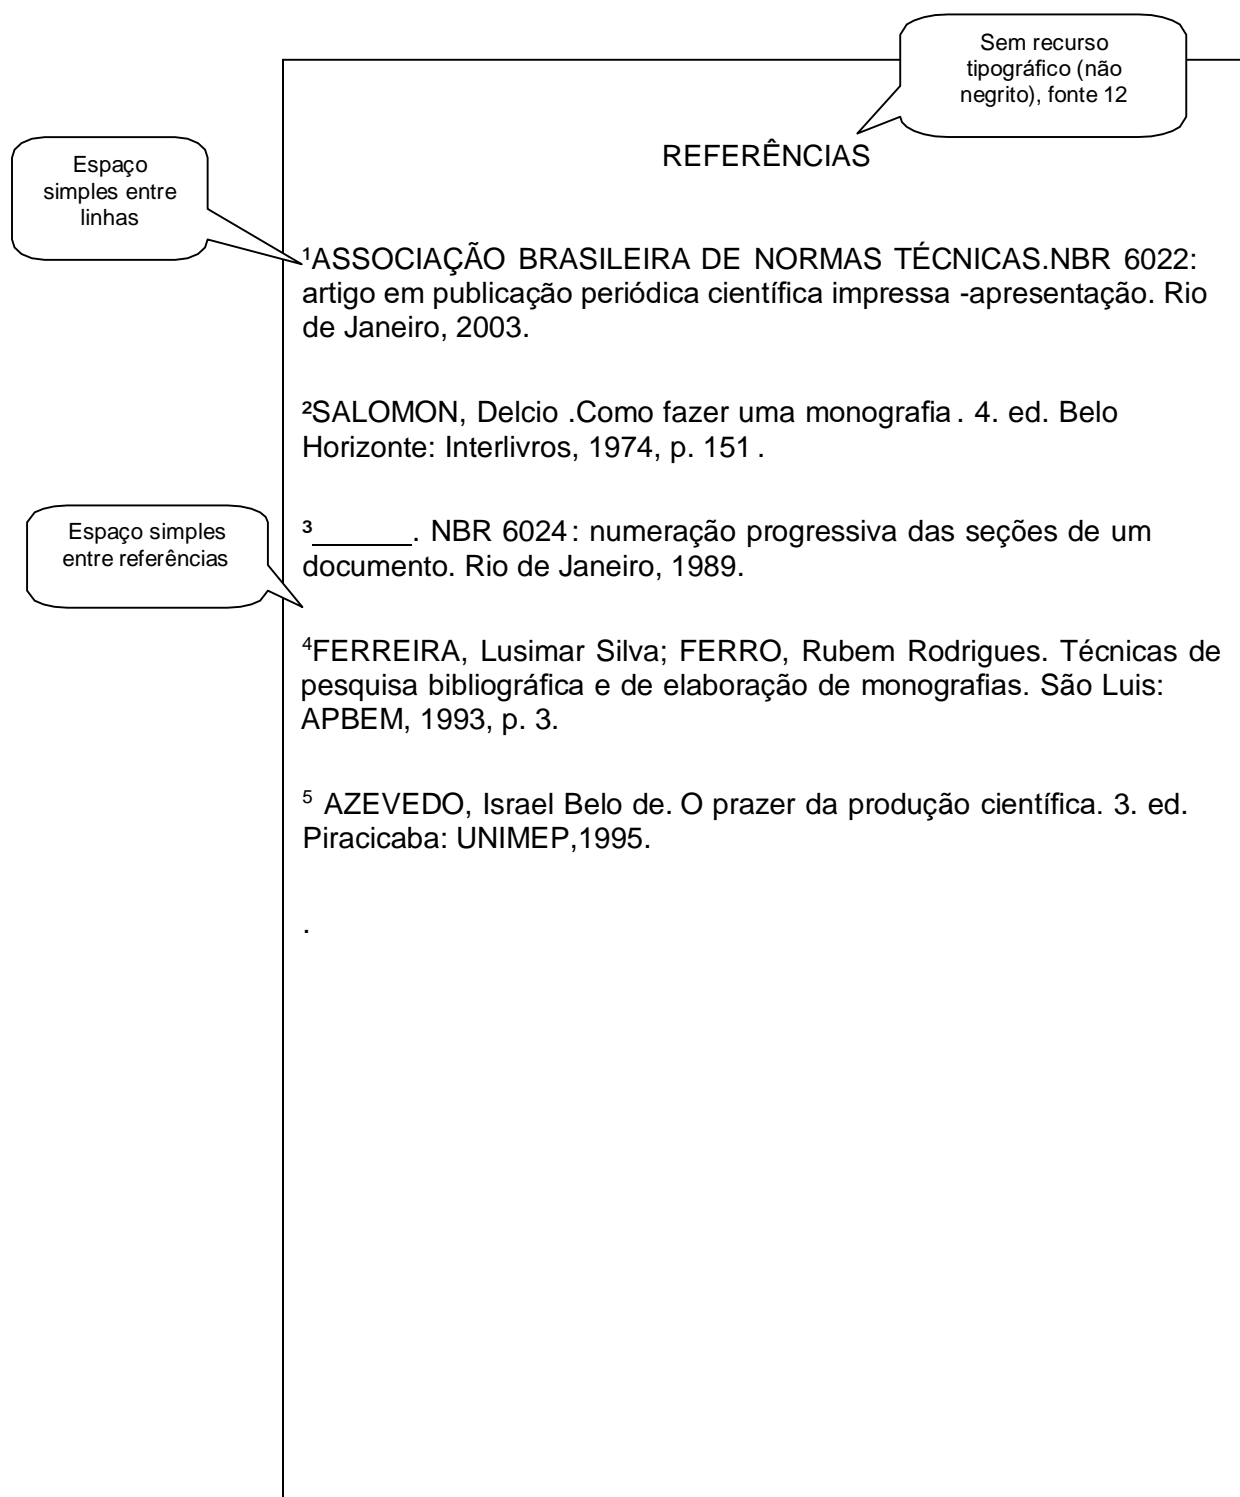 Sem recurso
tipográfico (não
negrito), fonte 12
REFERÊNCIAS
Espaço
simples entre
linhas
¹ASSOCIAÇÃO BRASILEIRA DE NORMAS TÉCNICAS.NBR 6022:
artigo em publicação periódica científica impressa -apresentação. Rio
de Janeiro, 2003.
²SALOMON, Delcio .Como fazer uma monografia . 4. ed. Belo
Horizonte: Interlivros, 1974, p. 151 .
Espaço simples
entre referências
³______. NBR 6024 : numeração progressiva das seções de um
documento. Rio de Janeiro, 1989.
⁴FERREIRA, Lusimar Silva; FERRO, Rubem Rodrigues. Técnicas de
pesquisa bibliográfica e de elaboração de monografias. São Luis:
APBEM, 1993, p. 3.
⁵ AZEVEDO, Israel Belo de. O prazer da produção científica. 3. ed.
Piracicaba: UNIMEP,1995.
.